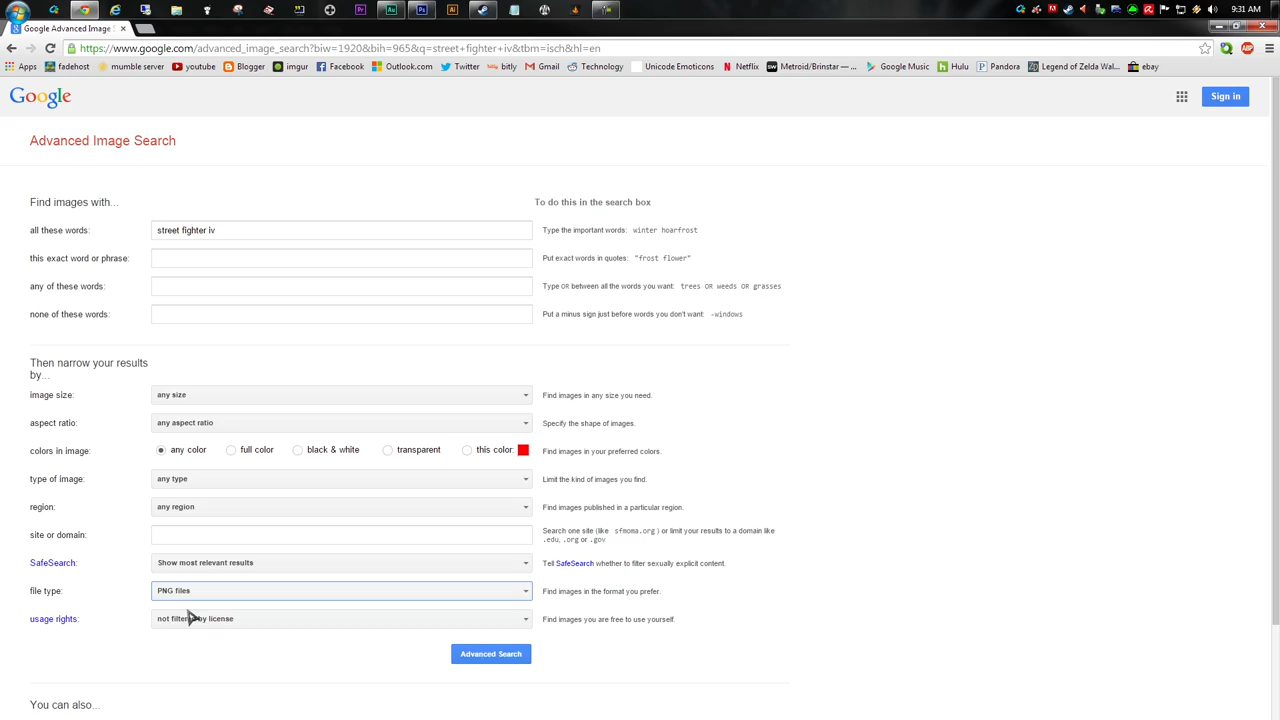 9:31 AM
Google Advanced Image S
https://www.google.com/advanced_image_search?biw=1920&bih=965&q=street+fighter+iv&tbm=isch&hl=en
Apps fadehost mumble server youtube Blogger imgur Facebook Outlook.com Twitter bitly Gmail Technology Unicode Emoticons Netflix Metroid/Brinstar — ... Google Music Hulu Pandora Legend of Zelda Wal... ebay
Google
Sign in
Advanced Image Search
Find images with... To do this in the search box
all these words: street fighter iv Type the important words: winter hoarfrost
this exact word or phrase: Put exact words in quotes: "frost flower"
any of these words: Type OR between all the words you want: trees OR weeds OR grasses
none of these words: Put a minus sign just before words you don't want: -windows
Then narrow your results
by...
image size: any size Find images in any size you need.
aspect ratio: any aspect ratio Specify the shape of images.
colors in image: any color full color black & white transparent this color: Find images in your preferred colors.
type of image: any type Limit the kind of images you find.
region: any region Find images published in a particular region.
site or domain: Search one site (like sfmoma.org ) or limit your results to a domain like
.edu, .org or .gov
SafeSearch: Show most relevant results Tell SafeSearch whether to filter sexually explicit content.
file type: PNG files Find images in the format you prefer.
usage rights: not filtered by license Find images you are free to use yourself.
Advanced Search
You can also...